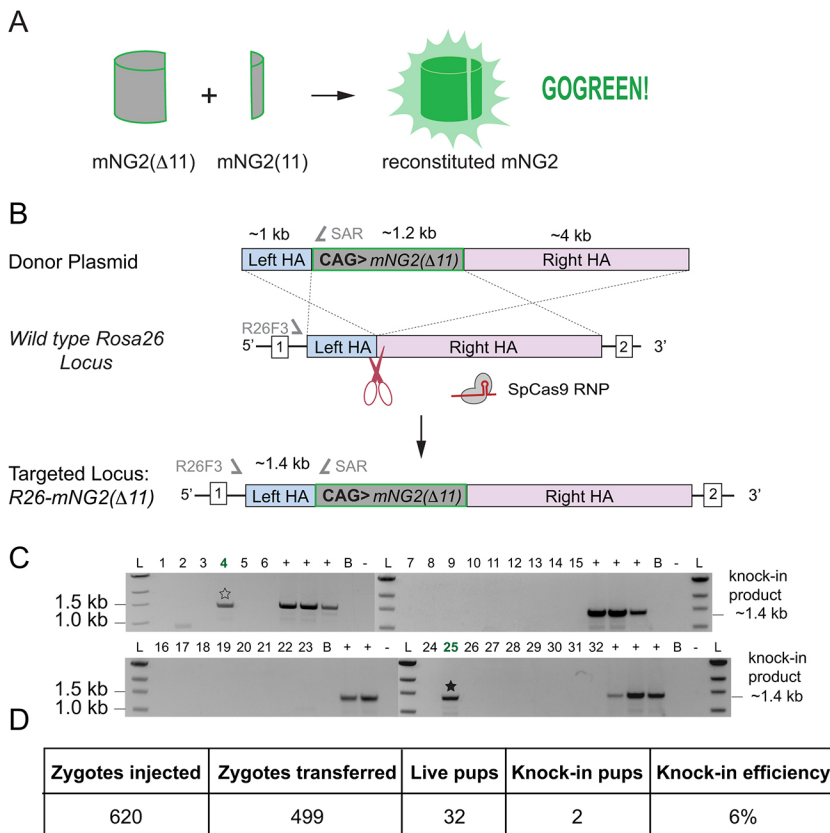 A
mNG2(Δ11)
+
mNG2(11)
reconstituted mNG2
GOGREEN!
B
~1 kb
SAR
~1.2 kb
~4 kb
Donor Plasmid
Left HA
CAG> mNG2(Δ11)
Right HA
Wild type Rosa26
Locus
R26F3
5’
1
Left HA
Right HA
2
3’
SpCas9 RNP
Targeted Locus:
R26-mNG2(Δ11)
R26F3
~1.4 kb
SAR
5’
1
Left HA
CAG> mNG2(Δ11)
Right HA
2
3’
C
L 1 2 3 4 5 6 + + + B - L 7 8 9 10 11 12 13 14 15 + + + B - L
1.5 kb
1.0 kb
knock-in
product
~1.4 kb
L 16 17 18 19 20 21 22 23 B + + - L 24 25 26 27 28 29 30 31 32 + + + B - L
1.5 kb
1.0 kb
knock-in
product
~1.4 kb
D
Zygotes injected Zygotes transferred Live pups Knock-in pups Knock-in efficiency
620 499 32 2 6%